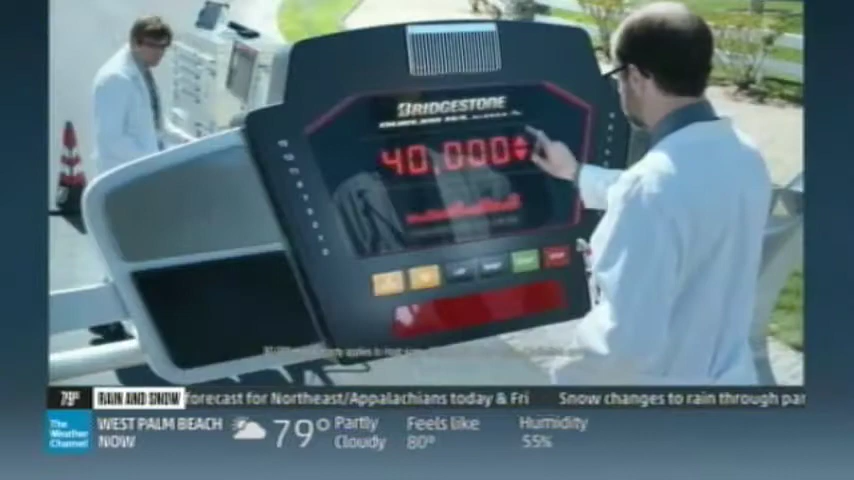 BRIDGESTONE
40,000
79°
RAIN AND SNOW
forecast for Northeast/Appalachians today & Fri
Snow changes to rain through par
The
Weather
Channel
WEST PALM BEACH
NOW
79°
Partly
Cloudy
Feels like
80°
Humidity
55%